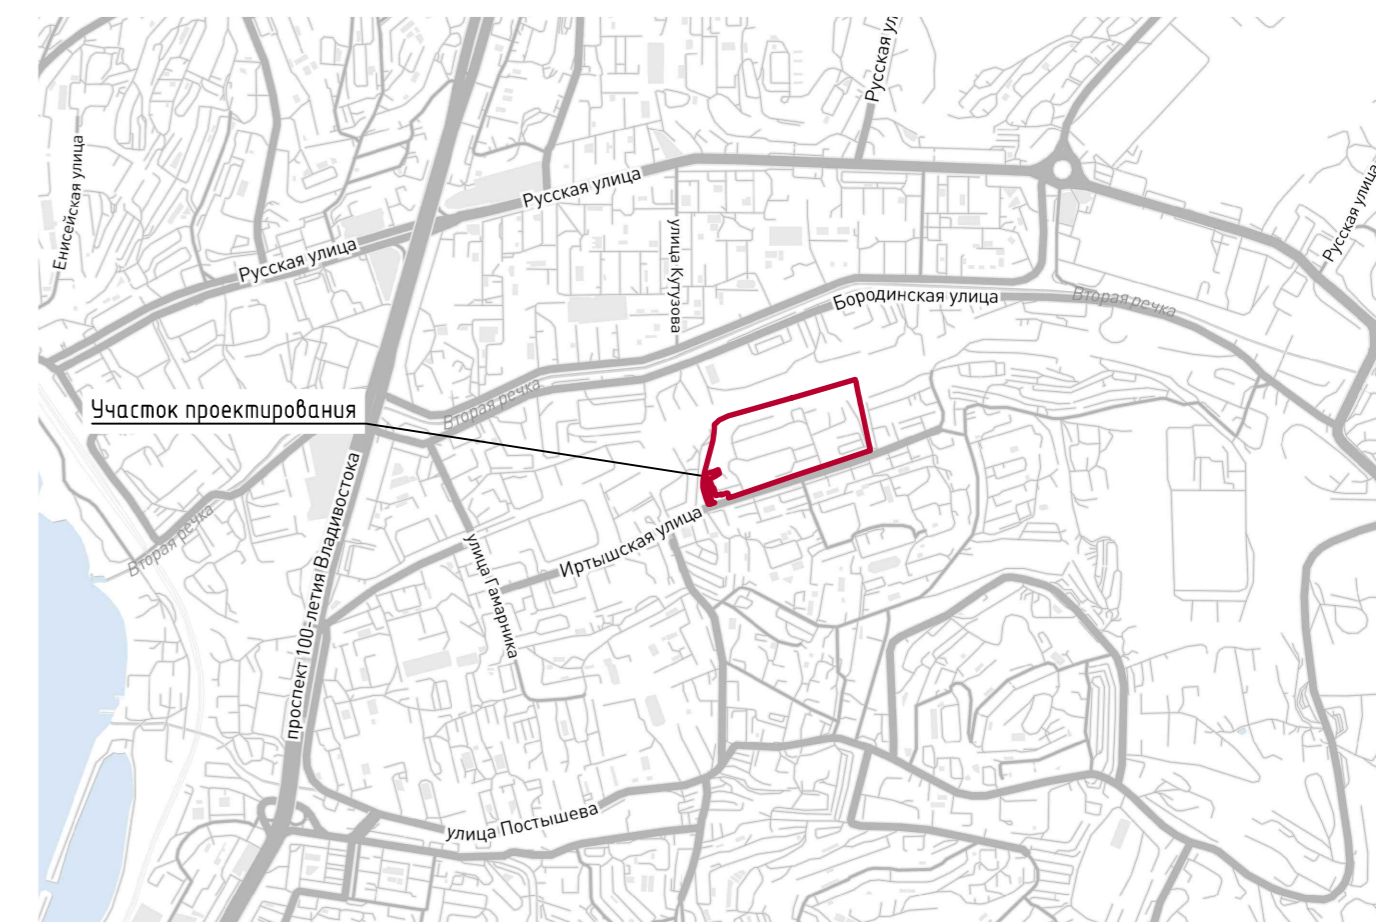 Русская ул
Енисейская улица
Русская улица
Русская улица
Русская улица
улица Кутузова
Бородинская улица
Вторая речка
Вторая речка
Участок проектирования
Вторая речка
проспект 100-летия Владивостока
Иртышская улица
улица Гамарника
улица Постышева